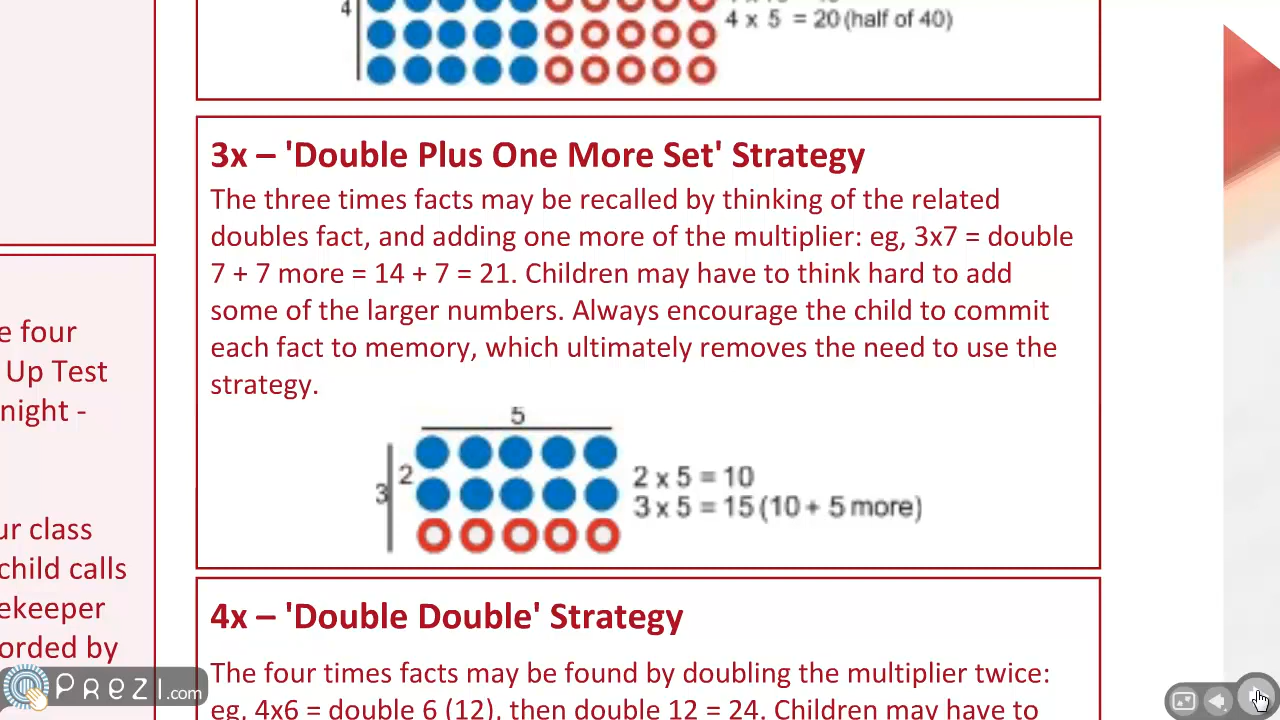 4
4 x 5 = 20 (half of 40)
3x – 'Double Plus One More Set' Strategy
The three times facts may be recalled by thinking of the related
doubles fact, and adding one more of the multiplier: eg, 3x7 = double
7 + 7 more = 14 + 7 = 21. Children may have to think hard to add
some of the larger numbers. Always encourage the child to commit
each fact to memory, which ultimately removes the need to use the
strategy.
5
2
3
2 x 5 = 10
3 x 5 = 15 (10 + 5 more)
4x – 'Double Double' Strategy
The four times facts may be found by doubling the multiplier twice:
eg, 4x6 = double 6 (12), then double 12 = 24. Children may have to
e four
Up Test
night -
ur class
child calls
ekeeper
orded by
Prezi.com